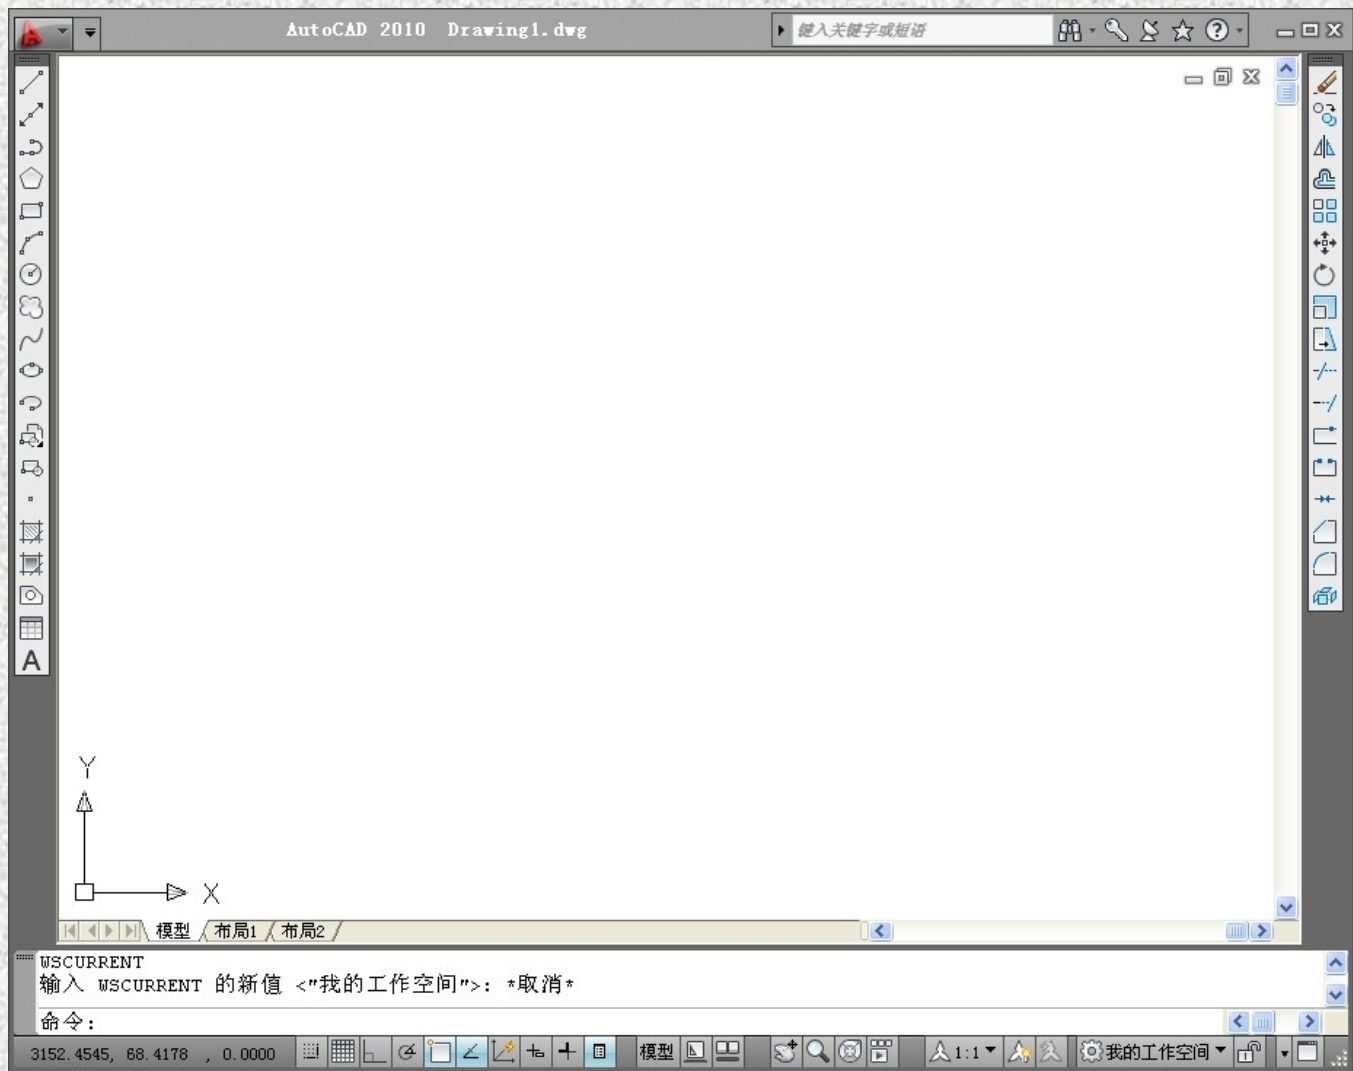 AutoCAD 2010 Drawing1.dwg
键入关键字或短语
A
Y
X
模型 布局1 布局2
WSCURRENT
输入 WSCURRENT 的新值 <"我的工作空间">: *取消*
命令:
3152.4545, 68.4178 , 0.0000 模型 1:1 我的工作空间